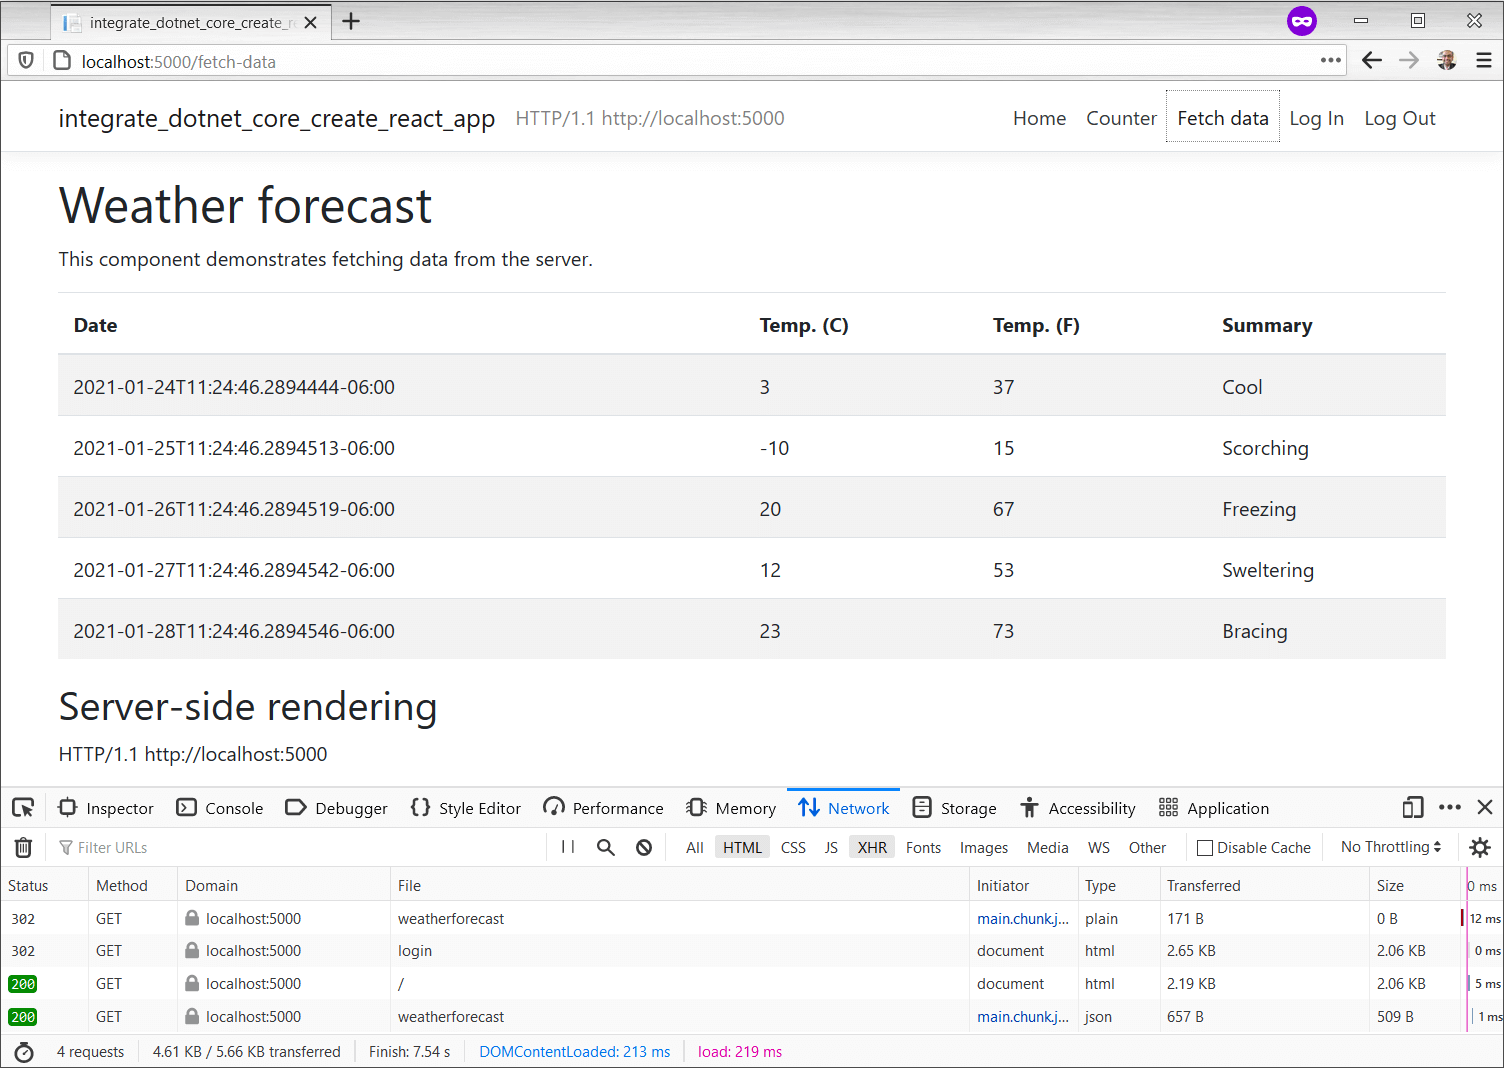 integrate_dotnet_core_create_r
localhost:5000/fetch-data
integrate_dotnet_core_create_react_app HTTP/1.1 http://localhost:5000 Home Counter Fetch data Log In Log Out
Weather forecast
This component demonstrates fetching data from the server.
Date Temp. (C) Temp. (F) Summary
2021-01-24T11:24:46.2894444-06:00 3 37 Cool
2021-01-25T11:24:46.2894513-06:00 -10 15 Scorching
2021-01-26T11:24:46.2894519-06:00 20 67 Freezing
2021-01-27T11:24:46.2894542-06:00 12 53 Sweltering
2021-01-28T11:24:46.2894546-06:00 23 73 Bracing
Server-side rendering
HTTP/1.1 http://localhost:5000
Inspector Console Debugger Style Editor Performance Memory Network Storage Accessibility Application
Filter URLs All HTML CSS JS XHR Fonts Images Media WS Other Disable Cache No Throttling
Status Method Domain File Initiator Type Transferred Size 0 ms
302 GET localhost:5000 weatherforecast main.chunk.j... plain 171 B 0 B 12 ms
302 GET localhost:5000 login document html 2.65 KB 2.06 KB 0 ms
200 GET localhost:5000 / document html 2.19 KB 2.06 KB 5 ms
200 GET localhost:5000 weatherforecast main.chunk.j... json 657 B 509 B 1 ms
4 requests 4.61 KB / 5.66 KB transferred Finish: 7.54 s DOMContentLoaded: 213 ms load: 219 ms